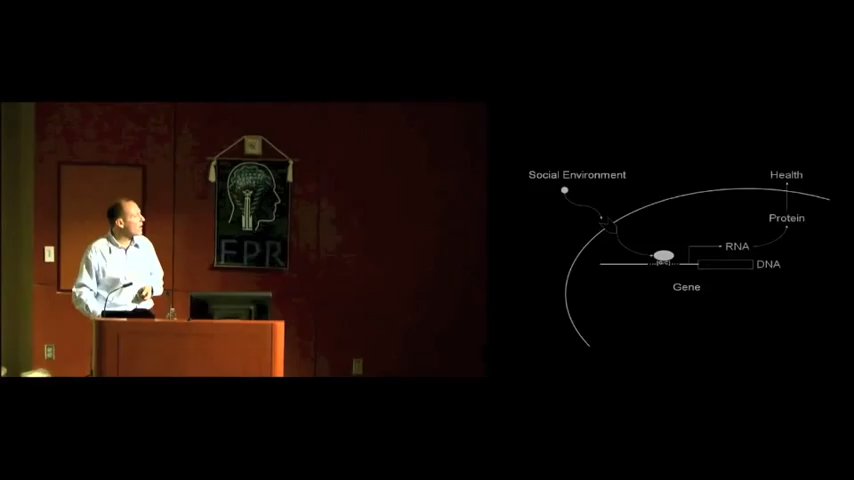 FPR
Social Environment
Health
Protein
RNA
DNA
Gene